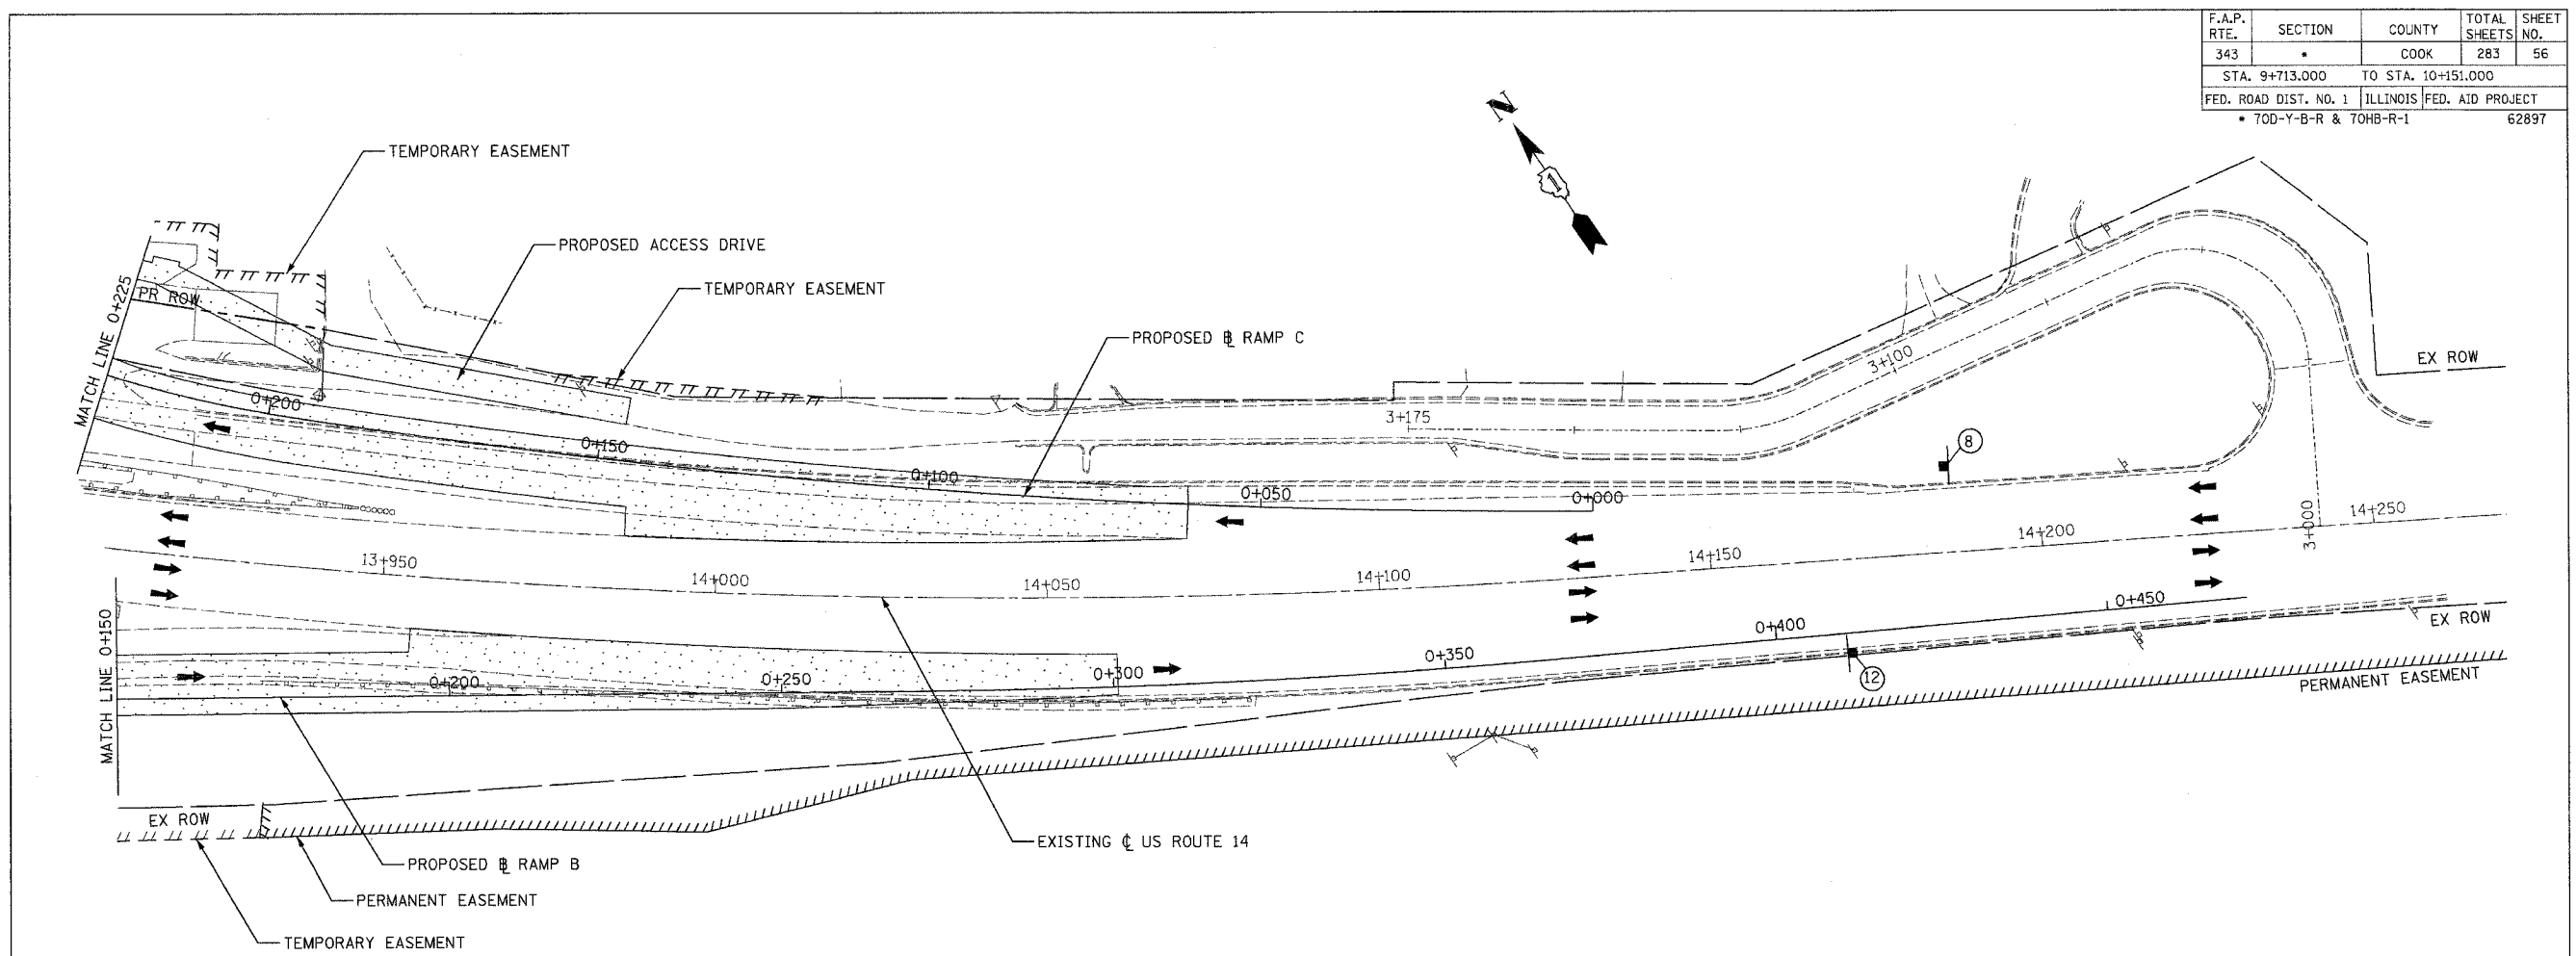 F.A.P. RTE. SECTION COUNTY TOTAL SHEETS SHEET NO.
343 * COOK 283 56
STA. 9+713.000 TO STA. 10+151.000
FED. ROAD DIST. NO. 1 ILLINOIS FED. AID PROJECT
* 70D-Y-B-R & 70HB-R-1 62897
N
1
TEMPORARY EASEMENT
PROPOSED ACCESS DRIVE
TEMPORARY EASEMENT
PROPOSED ⅊ RAMP C
MATCH LINE 0+225
PR ROW
EX ROW
3+100
3+175
0+200
0+150
0+100
0+050
0+000
8
3+000
13+950
14+000
14+050
14+100
14+150
14+200
14+250
MATCH LINE 0+150
0+200
0+250
0+300
0+350
0+400
0+450
12
EX ROW
PERMANENT EASEMENT
EX ROW
EXISTING ℄ US ROUTE 14
PROPOSED ⅊ RAMP B
PERMANENT EASEMENT
TEMPORARY EASEMENT